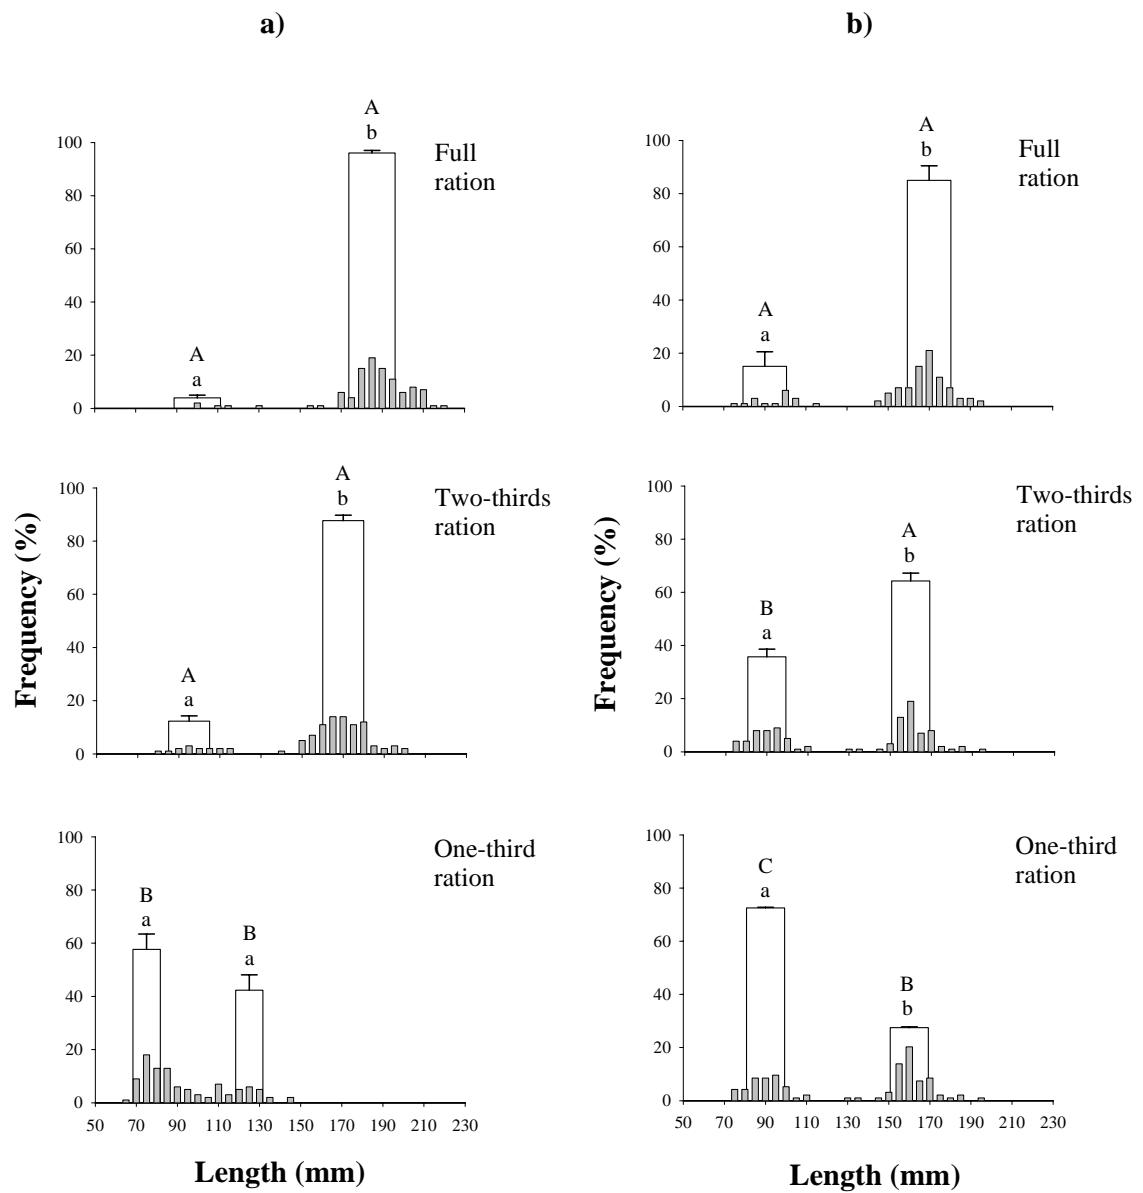 a)
b)
A
b
Full
ration
100
80
60
40
20
0
A
a
A
b
Full
ration
100
80
60
40
20
0
A
a
A
b
Two-thirds
ration
100
80
60
40
20
0
A
a
A
b
Two-thirds
ration
100
80
60
40
20
0
B
a
Frequency (%)
Frequency (%)
One-third
ration
100
80
60
40
20
0
B
a
B
a
50 70 90 110 130 150 170 190 210 230
Length (mm)
One-third
ration
100
80
60
40
20
0
C
a
B
b
50 70 90 110 130 150 170 190 210 230
Length (mm)